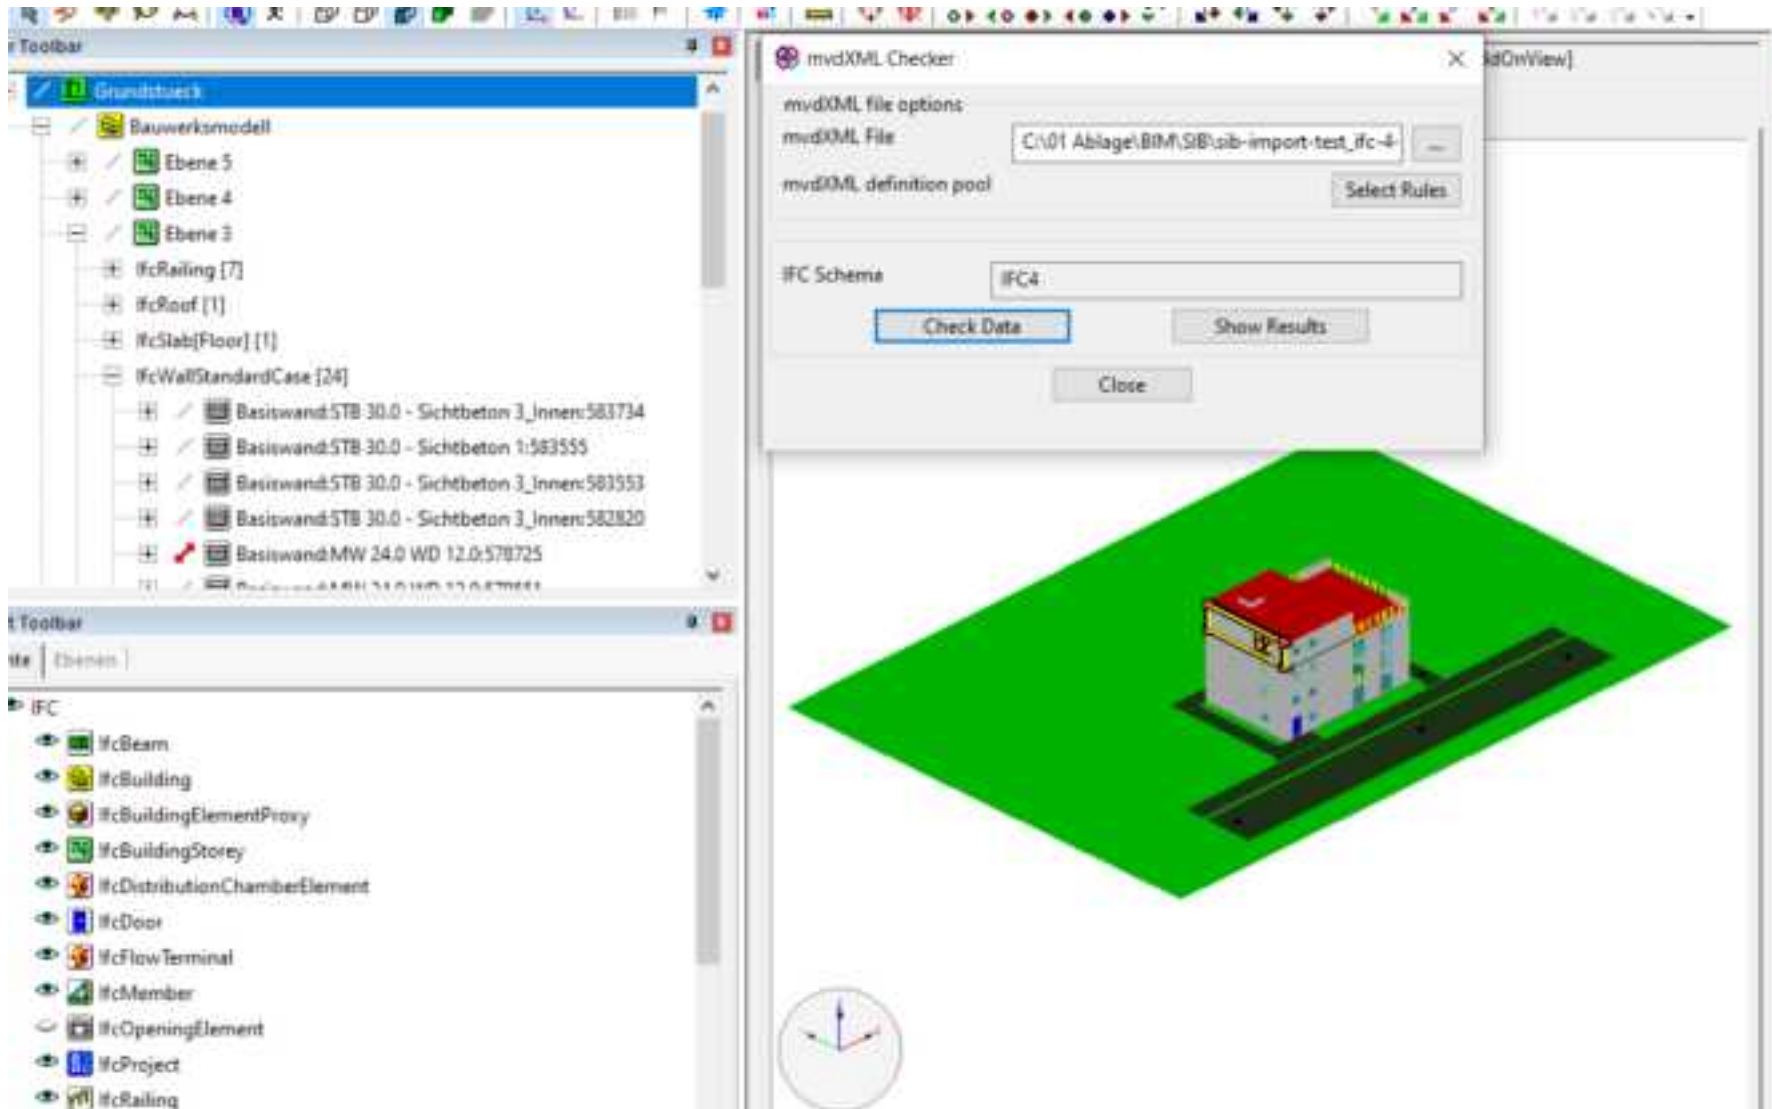 Toolbar
Grundstueck
Bauwerksmodell
Ebene 5
Ebene 4
Ebene 3
IfcRailing [7]
IfcRoof [1]
IfcSlab[Floor] [1]
IfcWallStandardCase [24]
Basiswand:STB 30.0 - Sichtbeton 3_Innen:583734
Basiswand:STB 30.0 - Sichtbeton 1:583555
Basiswand:STB 30.0 - Sichtbeton 3_Innen:583553
Basiswand:STB 30.0 - Sichtbeton 3_Innen:582820
Basiswand:MW 24.0 WD 12.0:578725
Toolbar
Ebenen
IFC
IfcBeam
IfcBuilding
IfcBuildingElementProxy
IfcBuildingStorey
IfcDistributionChamberElement
IfcDoor
IfcFlowTerminal
IfcMember
IfcOpeningElement
IfcProject
IfcRailing
mvdXML Checker
mvdXML file options
mvdXML File
C:\01 Ablage\BIM\SIB\sib-import-test_ifc-4-
...
mvdXML definition pool
Select Rules
IFC Schema
IFC4
Check Data
Show Results
Close